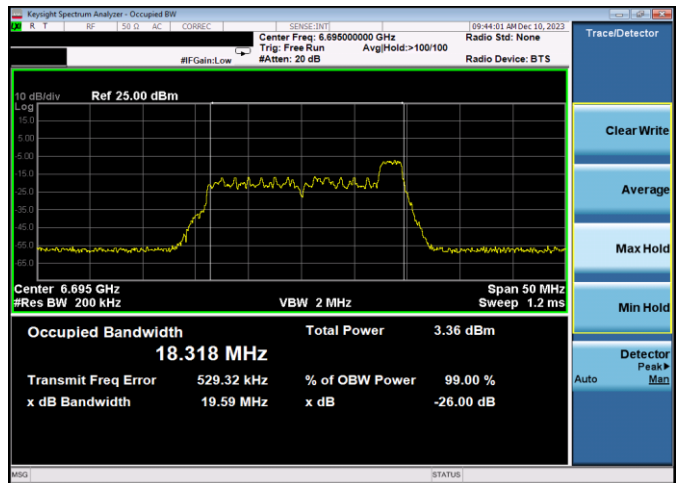 Keysight Spectrum Analyzer - Occupied BW
R T RF 50 Ω AC CORREC SENSE:INT 09:44:01 AM Dec 10, 2023
Center Freq: 6.695000000 GHz Radio Std: None
Trig: Free Run Avg|Hold:>100/100
#IFGain:Low #Atten: 20 dB Radio Device: BTS
10 dB/div Ref 25.00 dBm
Log
15.0
5.00
-5.00
-15.0
-25.0
-35.0
-45.0
-55.0
-65.0
Center 6.695 GHz Span 50 MHz
#Res BW 200 kHz VBW 2 MHz Sweep 1.2 ms
Occupied Bandwidth Total Power 3.36 dBm
18.318 MHz
Transmit Freq Error 529.32 kHz % of OBW Power 99.00 %
x dB Bandwidth 19.59 MHz x dB -26.00 dB
MSG STATUS
Trace/Detector
Clear Write
Average
Max Hold
Min Hold
Detector
Peak▶
Auto Man